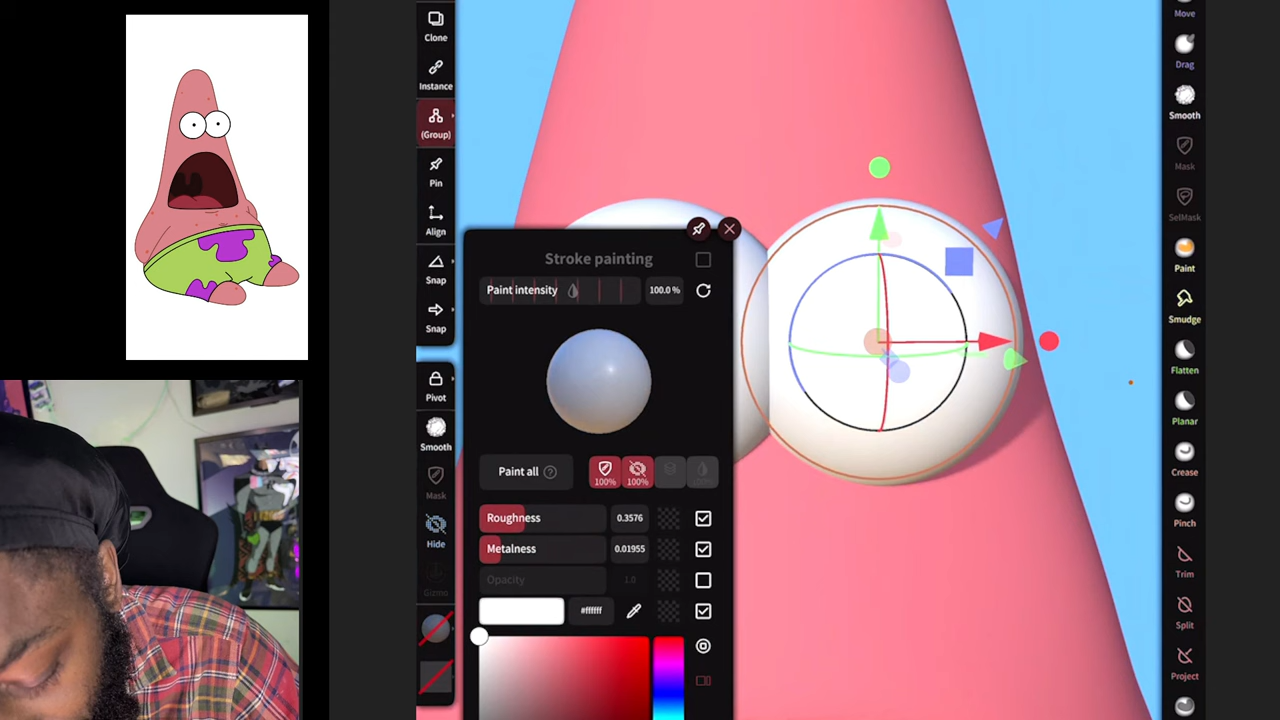 Clone
Instance
(Group)
Pin
Align
Snap
Snap
Pivot
Smooth
Mask
Hide
Gizmo
Stroke painting
Paint intensity
100.0 %
Paint all
?
100%
100%
Roughness
0.3576
Metalness
0.01955
Opacity
1.0
#ffffff
Move
Drag
Smooth
Mask
SelMask
Paint
Smudge
Flatten
Planar
Crease
Pinch
Trim
Split
Project